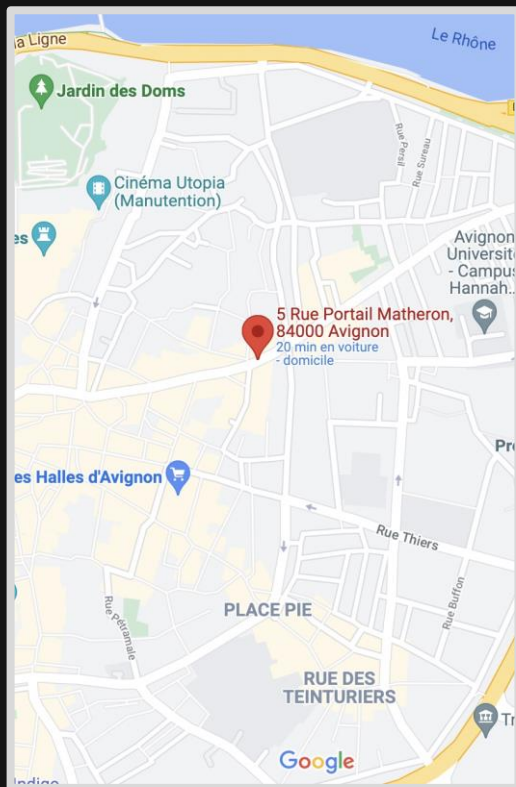 la Ligne
Le Rhône
Jardin des Doms
Rue Persil
Rue Sureau
Cinéma Utopia
(Manutention)
es
Avignon
Université
- Campus
Hannah...
5 Rue Portail Matheron,
84000 Avignon
20 min en voiture
- domicile
Pr
es Halles d'Avignon
Rue Thiers
Rue Buffon
PLACE PIE
Rue Pétramale
RUE DES
TEINTURIERS
Tr
Google
Indigo